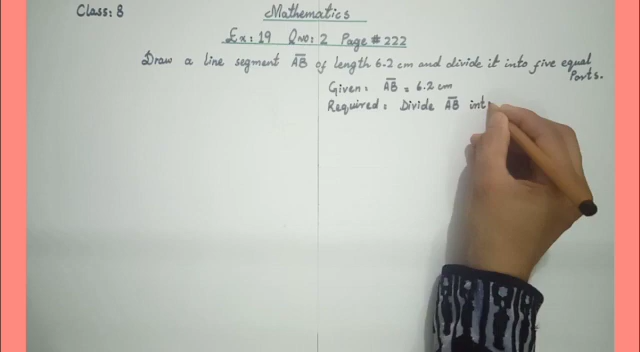 Class: 8
Mathematics
Ex: 19 Q NO: 2 Page # 222
Draw a line segment AB of length 6.2 cm and divide it into five equal
Parts.
Given: AB = 6.2 cm
Required: Divide AB int